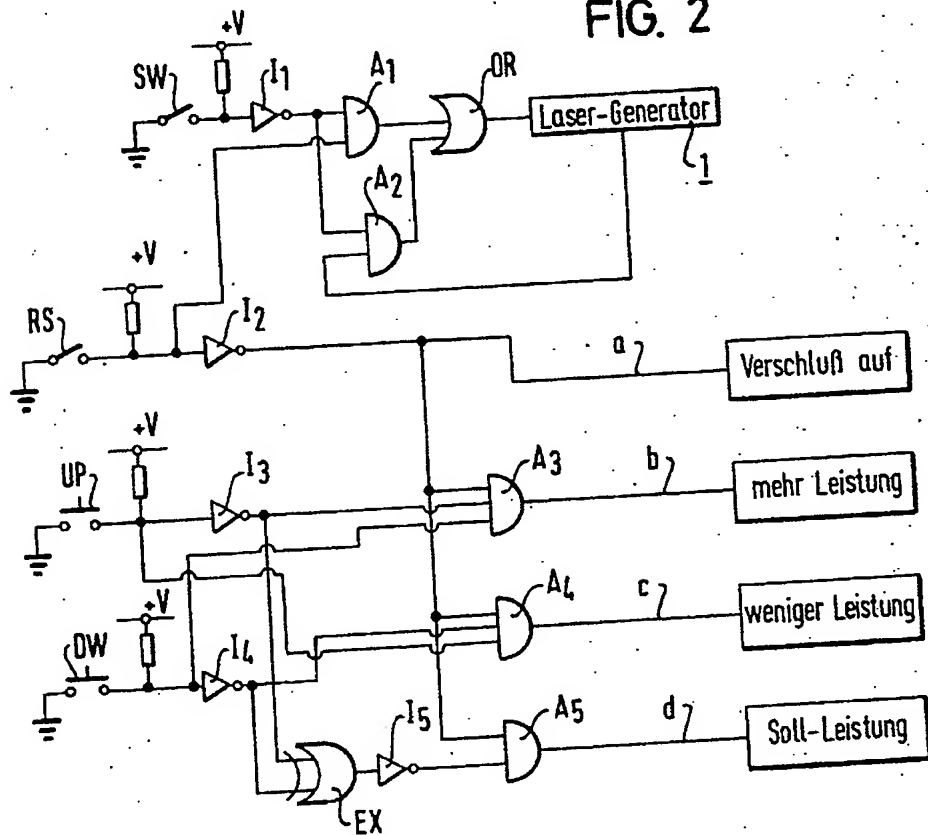 FIG. 2
+V
SW
I1
A1
OR
Laser-Generator
1
A2
+V
RS
I2
a
Verschluß auf
+V
UP
I3
A3
b
mehr Leistung
+V
DW
I4
A4
c
weniger Leistung
I5
A5
d
Soll-Leistung
EX